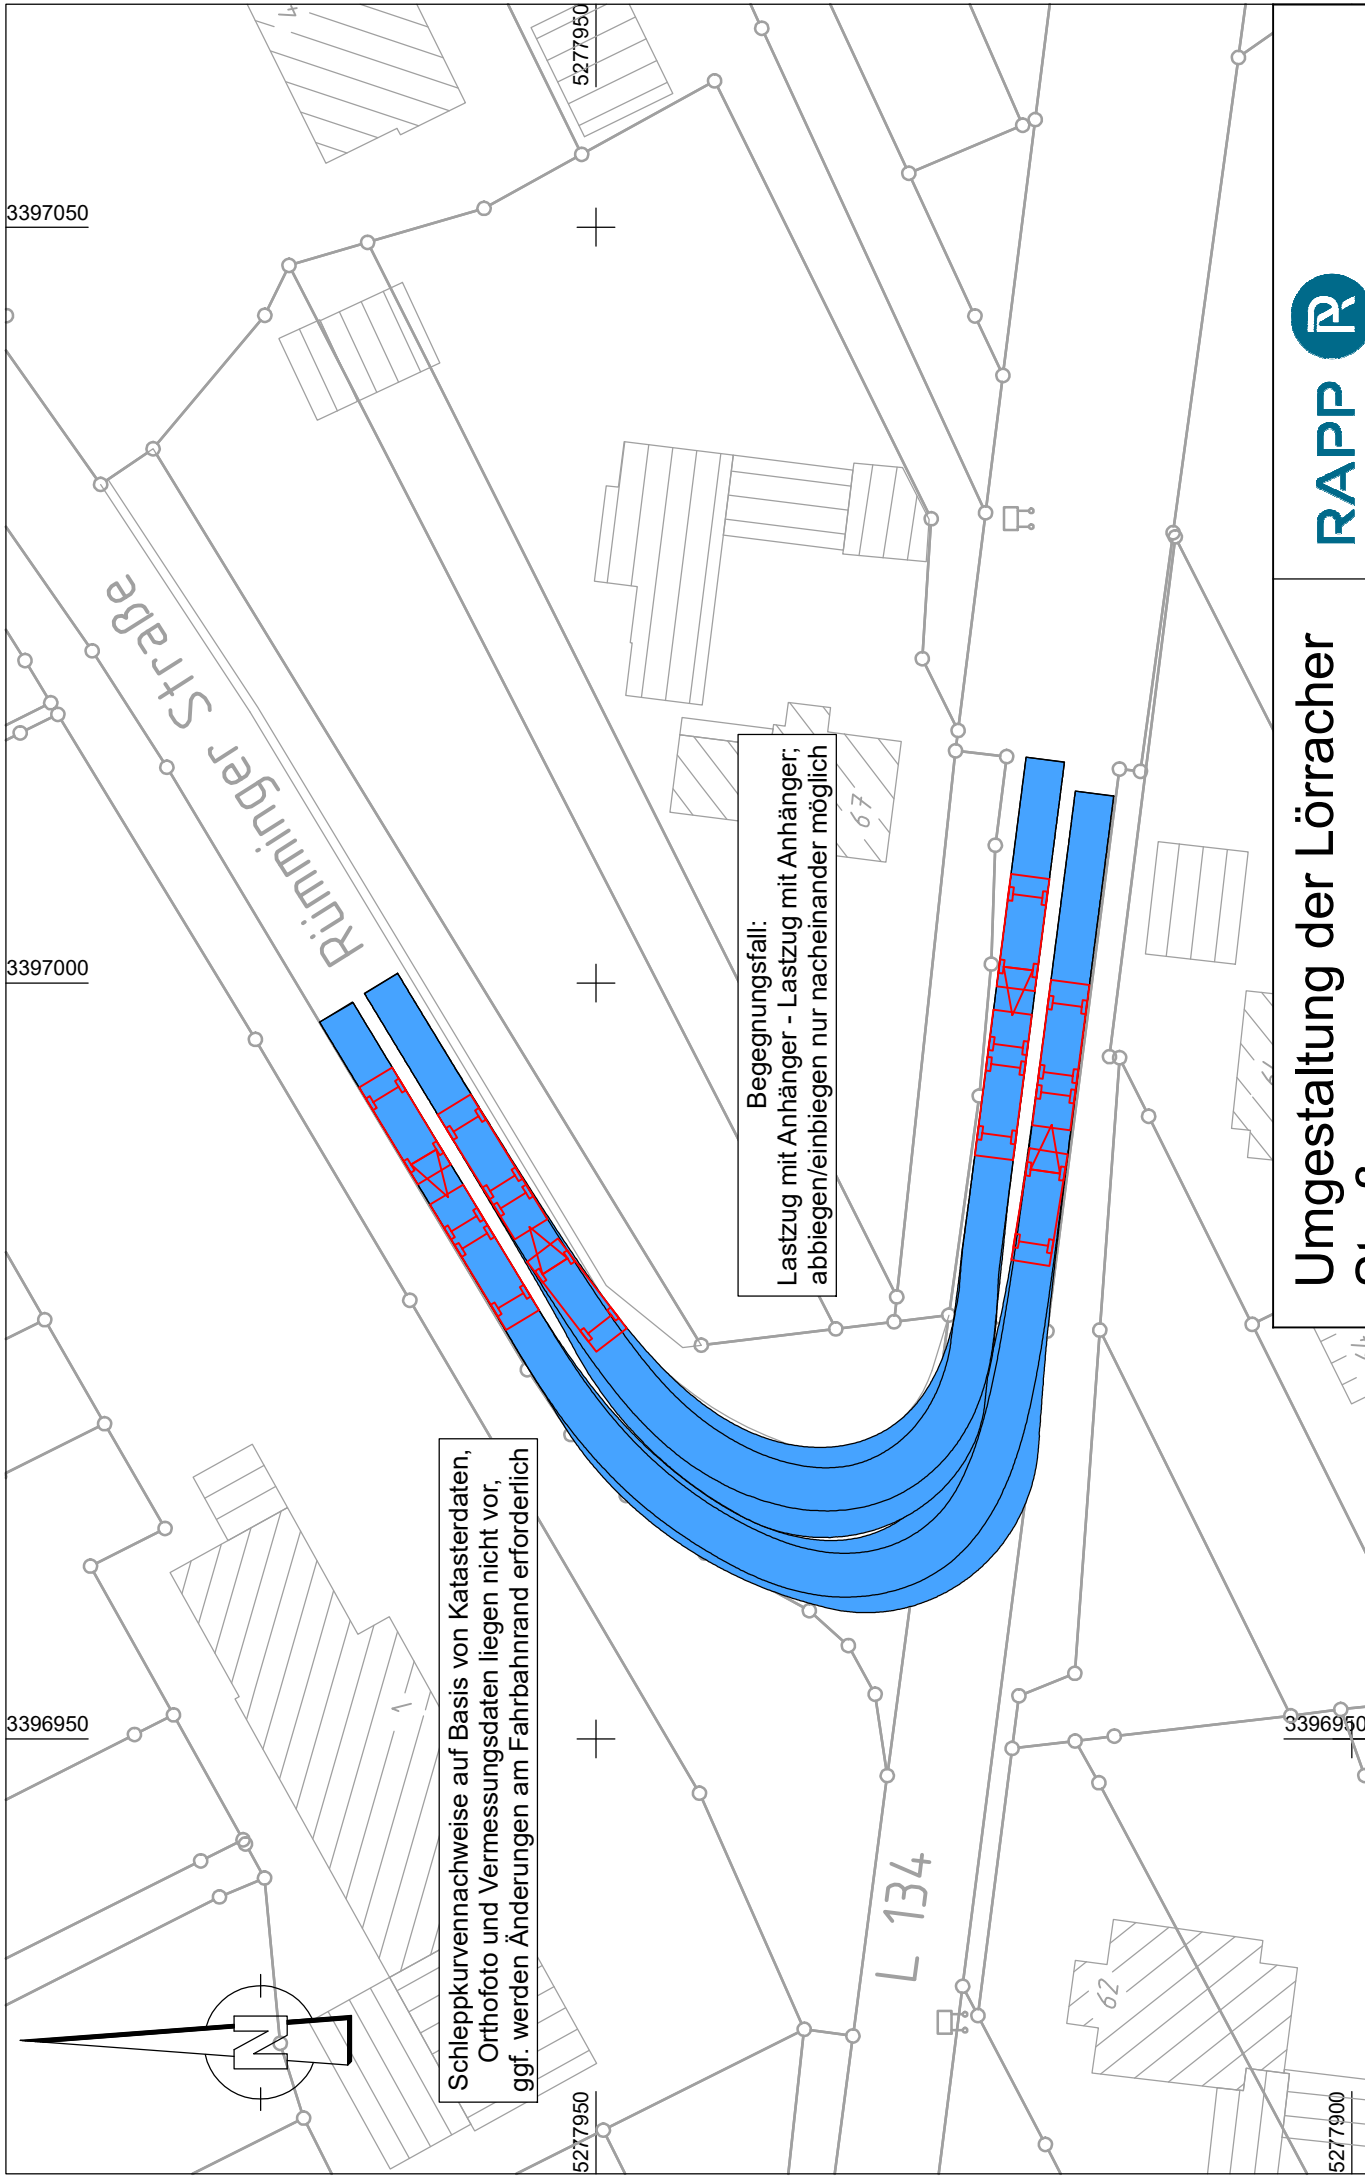 3397050
5277950
Rümminger Straße
3397000
67
Begegnungsfall:
Lastzug mit Anhänger - Lastzug mit Anhänger;
abbiegen/einbiegen nur nacheinander möglich
Schleppkurvennachweise auf Basis von Katasterdaten,
Orthofoto und Vermessungsdaten liegen nicht vor,
ggf. werden Änderungen am Fahrbahnrand erforderlich
1
3396950
3396950
L 134
62
N
5277950
5277900
Umgestaltung der Lörracher
RAPP